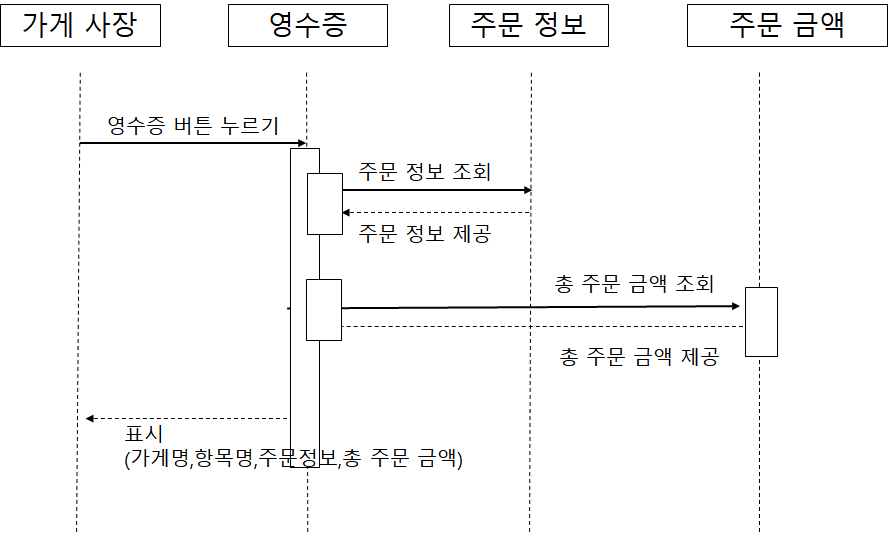 가게 사장
영수증
주문 정보
주문 금액
영수증 버튼 누르기
주문 정보 조회
주문 정보 제공
총 주문 금액 조회
총 주문 금액 제공
표시
(가게명,항목명,주문정보,총 주문 금액)